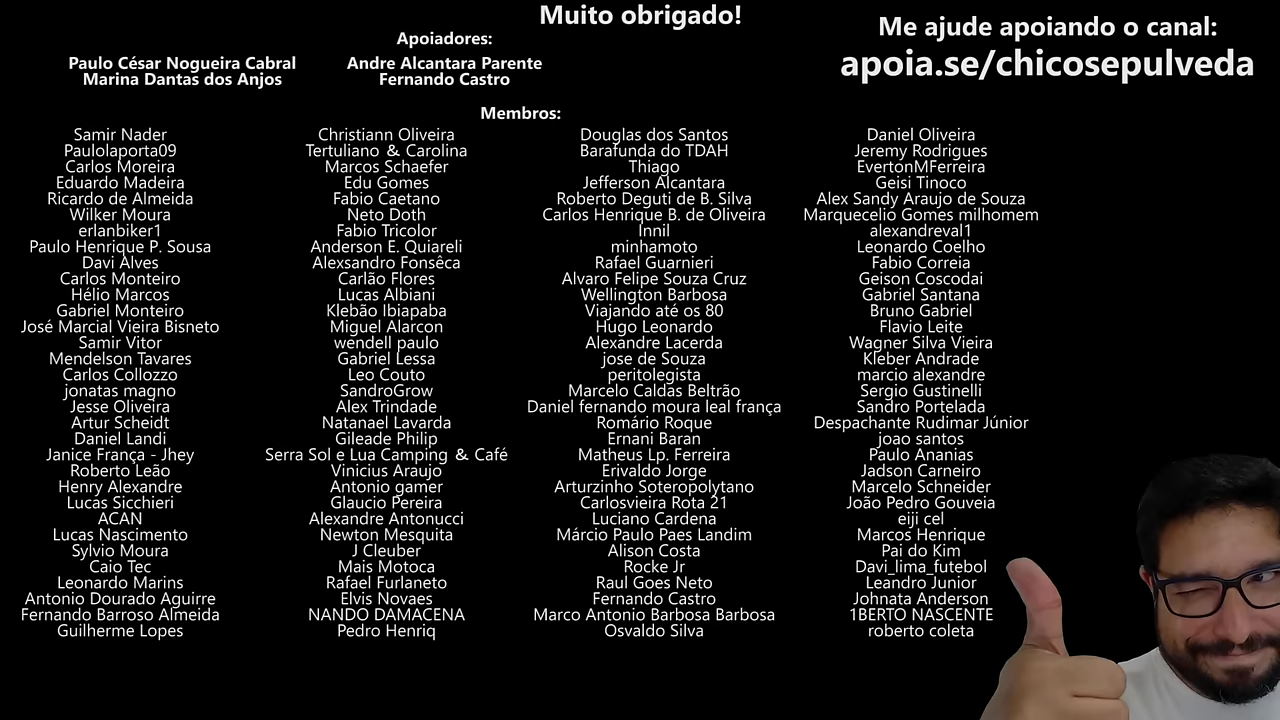 Muito obrigado!
Me ajude apoiando o canal:
apoia.se/chicosepulveda
Apoiadores:
Paulo César Nogueira Cabral
Marina Dantas dos Anjos
Andre Alcantara Parente
Fernando Castro
Membros:
Samir Nader
Paulolaporta09
Carlos Moreira
Eduardo Madeira
Ricardo de Almeida
Wilker Moura
erlanbiker1
Paulo Henrique P. Sousa
Davi Alves
Carlos Monteiro
Hélio Marcos
Gabriel Monteiro
José Marcial Vieira Bisneto
Samir Vitor
Mendelson Tavares
Carlos Collozzo
jonatas magno
Jesse Oliveira
Artur Scheidt
Daniel Landi
Janice França - Jhey
Roberto Leão
Henry Alexandre
Lucas Sicchieri
ACAN
Lucas Nascimento
Sylvio Moura
Caio Tec
Leonardo Marins
Antonio Dourado Aguirre
Fernando Barroso Almeida
Guilherme Lopes
Christiann Oliveira
Tertuliano & Carolina
Marcos Schaefer
Edu Gomes
Fabio Caetano
Neto Doth
Fabio Tricolor
Anderson E. Quiareli
Alexsandro Fonsêca
Carlão Flores
Lucas Albiani
Klebão Ibiapaba
Miguel Alarcon
wendell paulo
Gabriel Lessa
Leo Couto
SandroGrow
Alex Trindade
Natanael Lavarda
Gileade Philip
Serra Sol e Lua Camping & Café
Vinicius Araujo
Antonio gamer
Glaucio Pereira
Alexandre Antonucci
Newton Mesquita
J Cleuber
Mais Motoca
Rafael Furlaneto
Elvis Novaes
NANDO DAMACENA
Pedro Henriq
Douglas dos Santos
Barafunda do TDAH
Thiago
Jefferson Alcantara
Roberto Deguti de B. Silva
Carlos Henrique B. de Oliveira
Innil
minhamoto
Rafael Guarnieri
Alvaro Felipe Souza Cruz
Wellington Barbosa
Viajando até os 80
Hugo Leonardo
Alexandre Lacerda
jose de Souza
peritolegista
Marcelo Caldas Beltrão
Daniel fernando moura leal frança
Romário Roque
Ernani Baran
Matheus Lp. Ferreira
Erivaldo Jorge
Arturzinho Soteropolytano
Carlosvieira Rota 21
Luciano Cardena
Márcio Paulo Paes Landim
Alison Costa
Rocke Jr
Raul Goes Neto
Fernando Castro
Marco Antonio Barbosa Barbosa
Osvaldo Silva
Daniel Oliveira
Jeremy Rodrigues
EvertonMFerreira
Geisi Tinoco
Alex Sandy Araujo de Souza
Marquecelio Gomes milhomem
alexandreval1
Leonardo Coelho
Fabio Correia
Geison Coscodai
Gabriel Santana
Bruno Gabriel
Flavio Leite
Wagner Silva Vieira
Kleber Andrade
marcio alexandre
Sergio Gustinelli
Sandro Portelada
Despachante Rudimar Júnior
joao santos
Paulo Ananias
Jadson Carneiro
Marcelo Schneider
João Pedro Gouveia
eiji cel
Marcos Henrique
Pai do Kim
Davi_lima_futebol
Leandro Junior
Johnata Anderson
1BERTO NASCENTE
roberto coleta